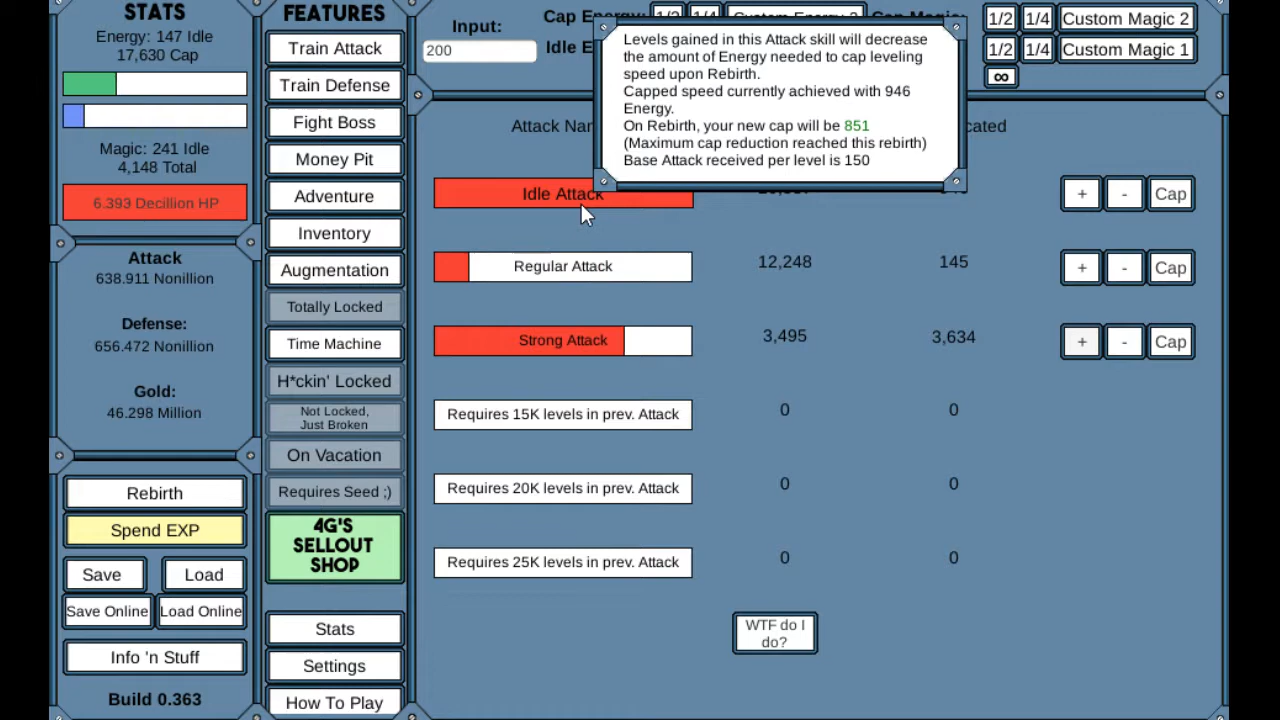 STATS
Energy: 147 Idle
17,630 Cap
Magic: 241 Idle
4,148 Total
6.393 Decillion HP
Attack
638.911 Nonillion
Defense:
656.472 Nonillion
Gold:
46.298 Million
Rebirth
Spend EXP
Save Load
Save Online Load Online
Info 'n Stuff
Build 0.363
FEATURES
Train Attack
Train Defense
Fight Boss
Money Pit
Adventure
Inventory
Augmentation
Totally Locked
Time Machine
H*ckin' Locked
Not Locked,
Just Broken
On Vacation
Requires Seed ;)
4G'S
SELLOUT
SHOP
Stats
Settings
How To Play
Input:
200
Cap Energy: 1/2 1/4 Custom Energy 2 Cap Magic: 1/2 1/4 Custom Magic 2
Idle 1/2 1/4 Custom Magic 1
∞
Levels gained in this Attack skill will decrease
the amount of Energy needed to cap leveling
speed upon Rebirth.
Capped speed currently achieved with 946
Energy.
On Rebirth, your new cap will be 851
(Maximum cap reduction reached this rebirth)
Base Attack received per level is 150
Attack
Idle Attack + - Cap
Regular Attack 12,248 145 + - Cap
Strong Attack 3,495 3,634 + - Cap
Requires 15K levels in prev. Attack 0 0
Requires 20K levels in prev. Attack 0 0
Requires 25K levels in prev. Attack 0 0
WTF do I
do?